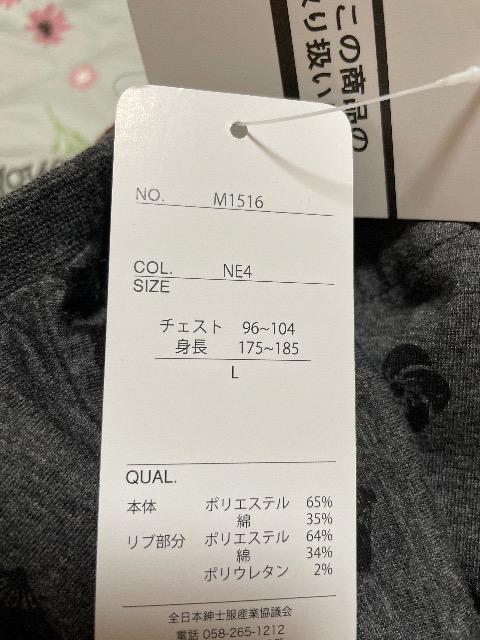 この商品の
取り扱い
NO. M1516
COL. NE4
SIZE
チェスト 96~104
身長 175~185
L
QUAL.
本体 ポリエステル 65%
綿 35%
リブ部分 ポリエステル 64%
綿 34%
ポリウレタン 2%
全日本紳士服産業協議会
電話 058-265-1212